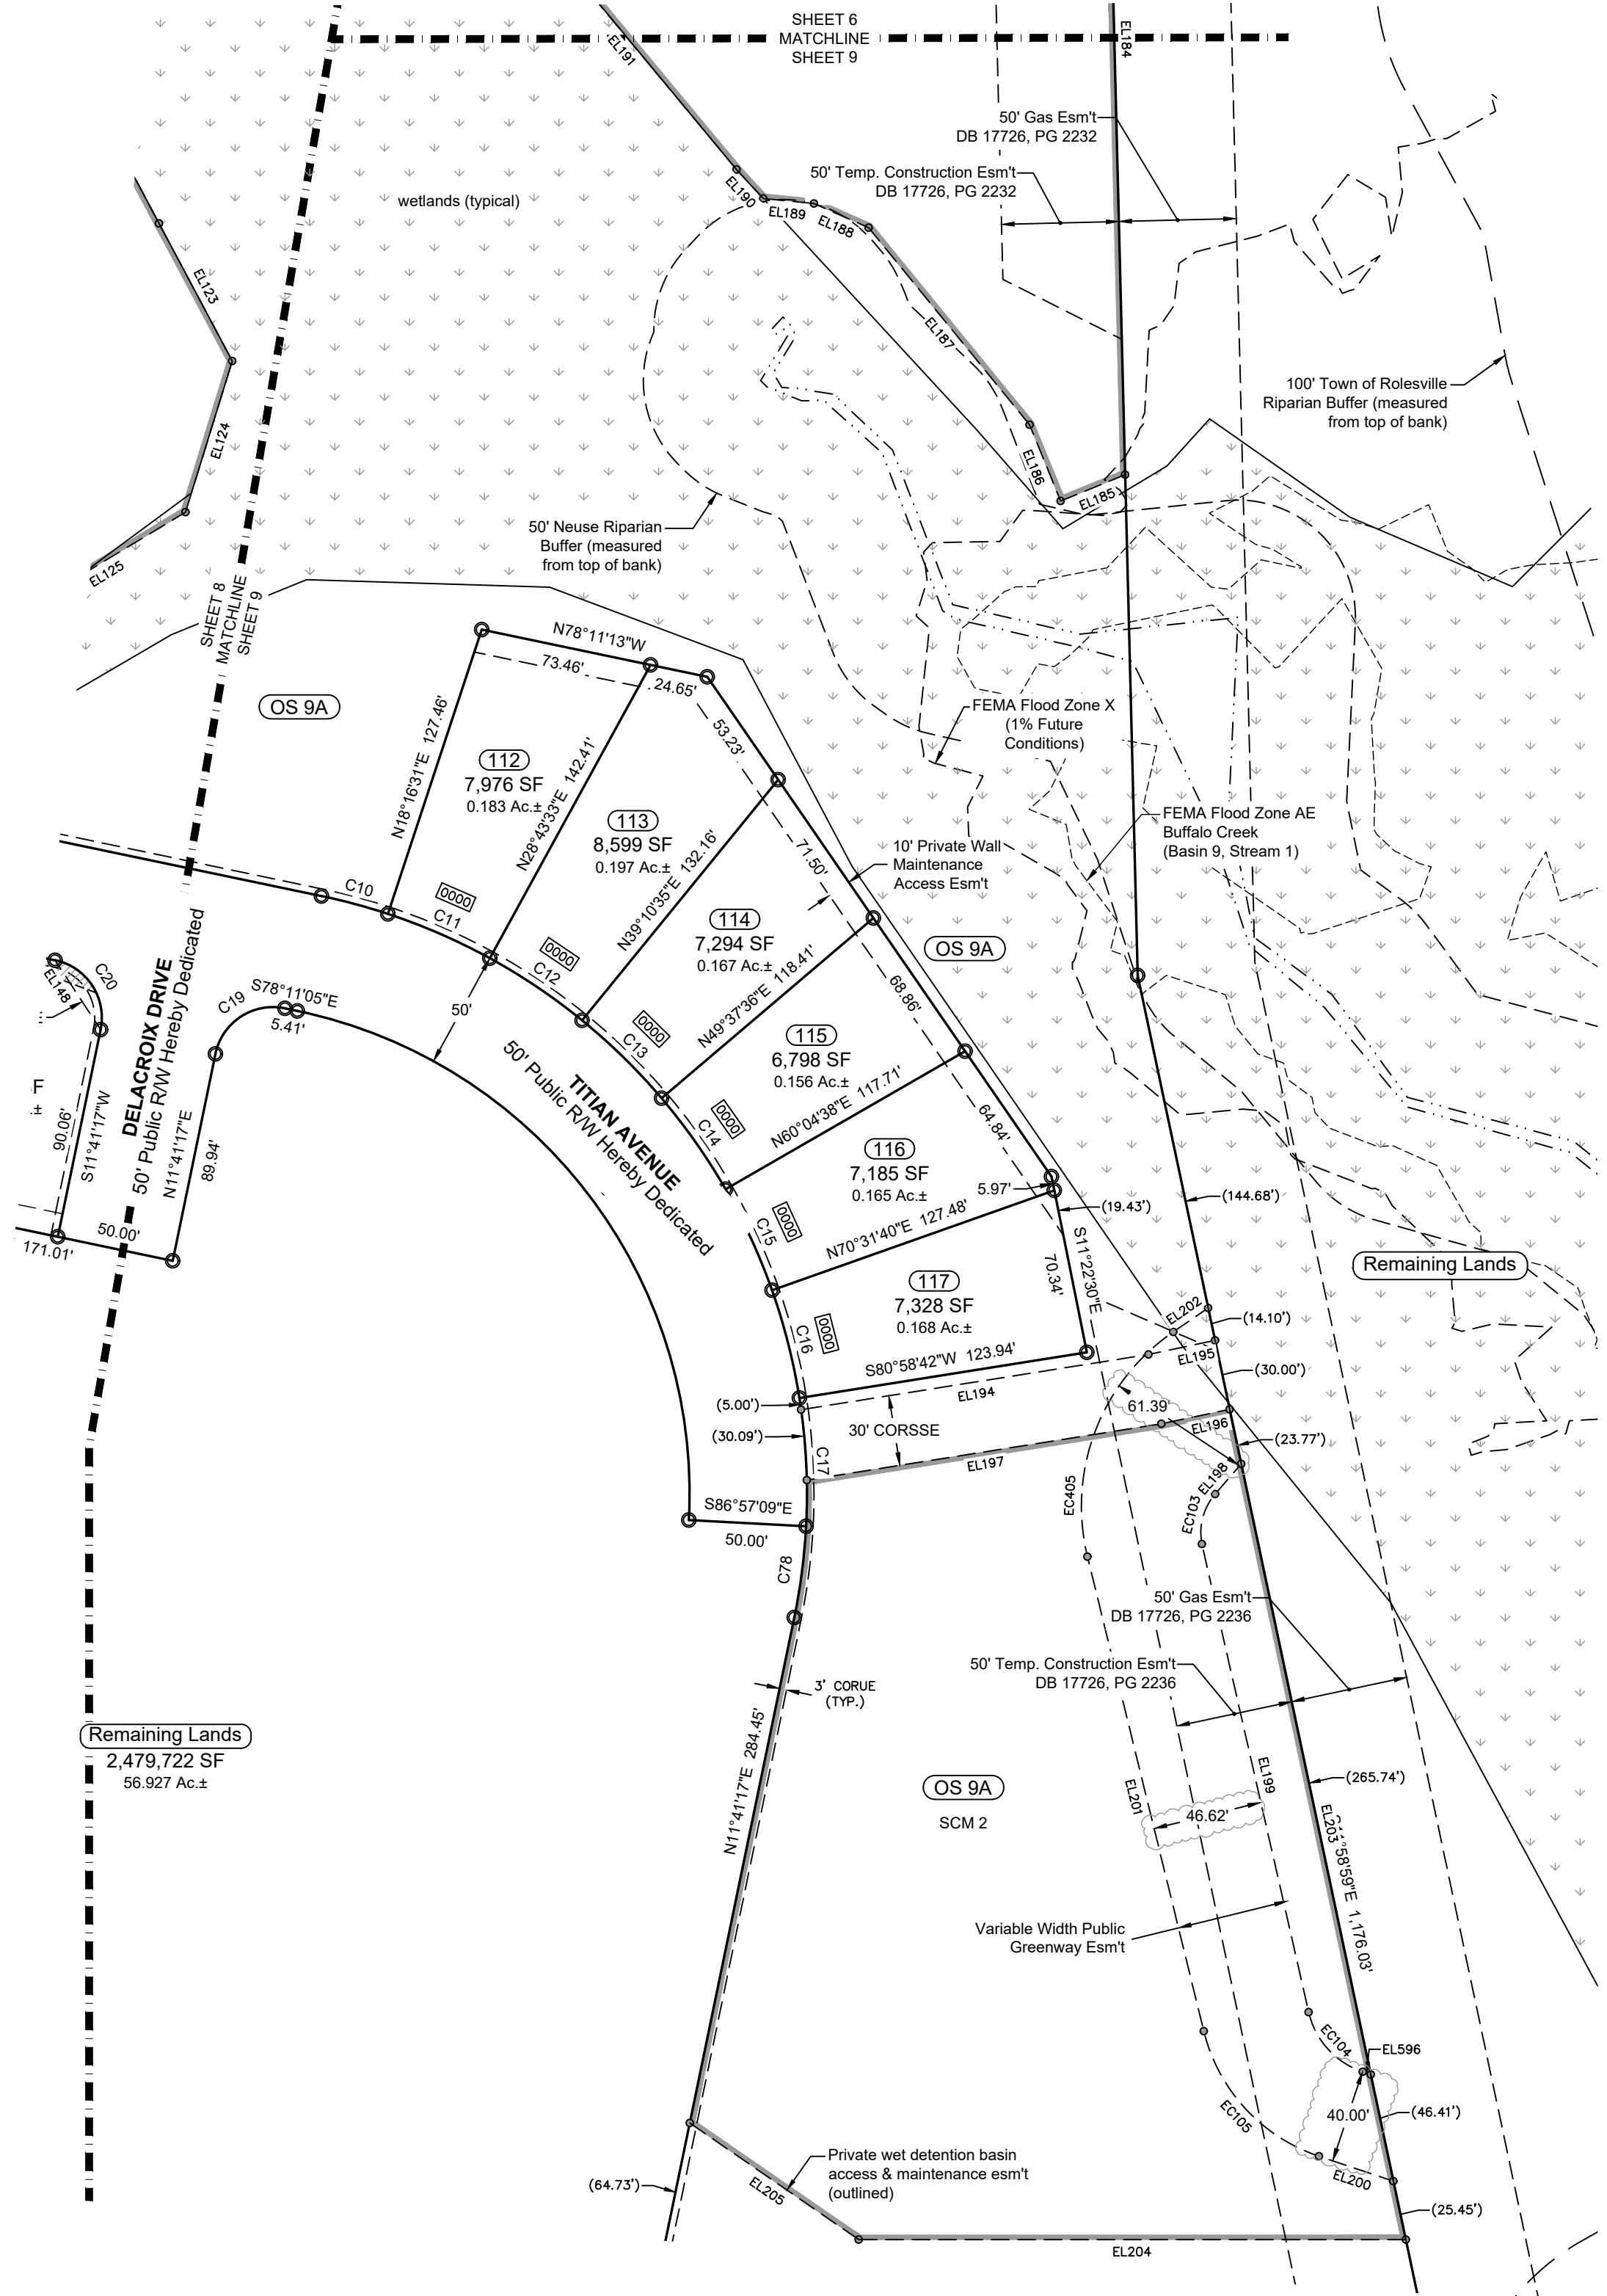 SHEET 6
MATCHLINE
SHEET 9
EL191
EL184
50' Gas Esm't
DB 17726, PG 2232
50' Temp. Construction Esm't
DB 17726, PG 2232
wetlands (typical)
EL190
EL189
EL188
EL123
EL187
100' Town of Rolesville
Riparian Buffer (measured
from top of bank)
EL124
EL186
EL185
50' Neuse Riparian
Buffer (measured
from top of bank)
EL125
SHEET 8
MATCHLINE
SHEET 9
N78°11'13"W
73.46'
24.65'
OS 9A
53.23'
FEMA Flood Zone X
(1% Future
Conditions)
N18°16'31"E 127.46'
112
7,976 SF
0.183 Ac.±
N28°43'33"E 142.41'
113
8,599 SF
0.197 Ac.±
N39°10'35"E 132.16'
71.50'
10' Private Wall
Maintenance
Access Esm't
FEMA Flood Zone AE
Buffalo Creek
(Basin 9, Stream 1)
C10
0000
C11
114
7,294 SF
0.167 Ac.±
OS 9A
0000
C12
N49°37'36"E 118.41'
68.86'
C20
EL148
C19
S78°11'05"E
5.41'
50'
0000
C13
115
6,798 SF
0.156 Ac.±
DELACROIX DRIVE
50' Public R/W Hereby Dedicated
TITIAN AVENUE
50' Public R/W Hereby Dedicated
F
.±
90.06'
S11°41'17"W
N11°41'17"E
89.94'
0000
C14
N60°04'38"E 117.71'
64.84'
116
7,185 SF
0.165 Ac.±
5.97'
(19.43')
(144.68')
50.00'
171.01'
0000
C15
N70°31'40"E 127.48'
S11°22'30"E
70.34'
Remaining Lands
117
7,328 SF
0.168 Ac.±
0000
C16
EL202
(14.10')
S80°58'42"W 123.94'
EL195
(30.00')
EL194
(5.00')
61.39'
EL196
30' CORSSE
(30.09')
(23.77')
C17
EL197
EL198
EC405
EC103
S86°57'09"E
50.00'
C78
50' Gas Esm't
DB 17726, PG 2236
50' Temp. Construction Esm't
DB 17726, PG 2236
3' CORUE
(TYP.)
Remaining Lands
2,479,722 SF
56.927 Ac.±
N11°41'17"E 284.45'
OS 9A
SCM 2
EL201
EL199
46.62'
(265.74')
EL203
58'59"E 1,176.03'
Variable Width Public
Greenway Esm't
EC104
EL596
EC105
40.00'
(46.41')
EL200
Private wet detention basin
access & maintenance esm't
(outlined)
(64.73')
EL205
(25.45')
EL204